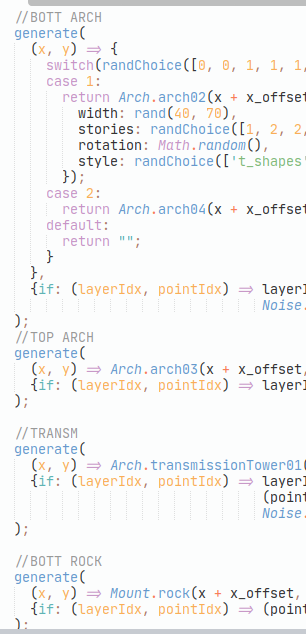 //BOTT ARCH
generate(
(x, y) => {
switch(randChoice([0, 0, 1, 1, 1,
case 1:
return Arch.arch02(x + x_offset
width: rand(40, 70),
stories: randChoice([1, 2, 2,
rotation: Math.random(),
style: randChoice(['t_shapes'
});
case 2:
return Arch.arch04(x + x_offset
default:
return "";
}
},
{if: (layerIdx, pointIdx) => layerI
Noise.
);
//TOP ARCH
generate(
(x, y) => Arch.arch03(x + x_offset,
{if: (layerIdx, pointIdx) => layerI
);
//TRANSM
generate(
(x, y) => Arch.transmissionTower01(
{if: (layerIdx, pointIdx) => layerI
(point
Noise.
);
//BOTT ROCK
generate(
(x, y) => Mount.rock(x + x_offset,
{if: (layerIdx, pointIdx) => (point
);